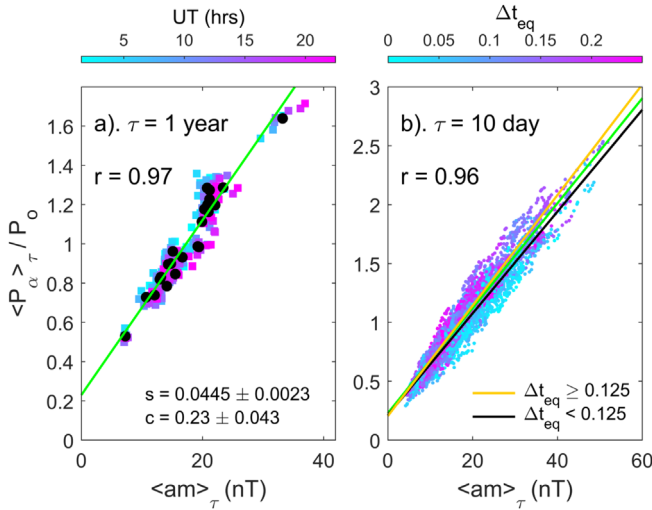 UT (hrs)
5 10 15 20
Δt_eq
0 0.05 0.1 0.15 0.2
<P_α>_τ / P_o
1.6
1.4
1.2
1
0.8
0.6
0.4
0.2
0
a). τ = 1 year
r = 0.97
s = 0.0445 ± 0.0023
c = 0.23 ± 0.043
0 20 40
<am>_τ (nT)
3
2.5
2
1.5
1
0.5
0
b). τ = 10 day
r = 0.96
Δt_eq ≥ 0.125
Δt_eq < 0.125
0 20 40 60
<am>_τ (nT)